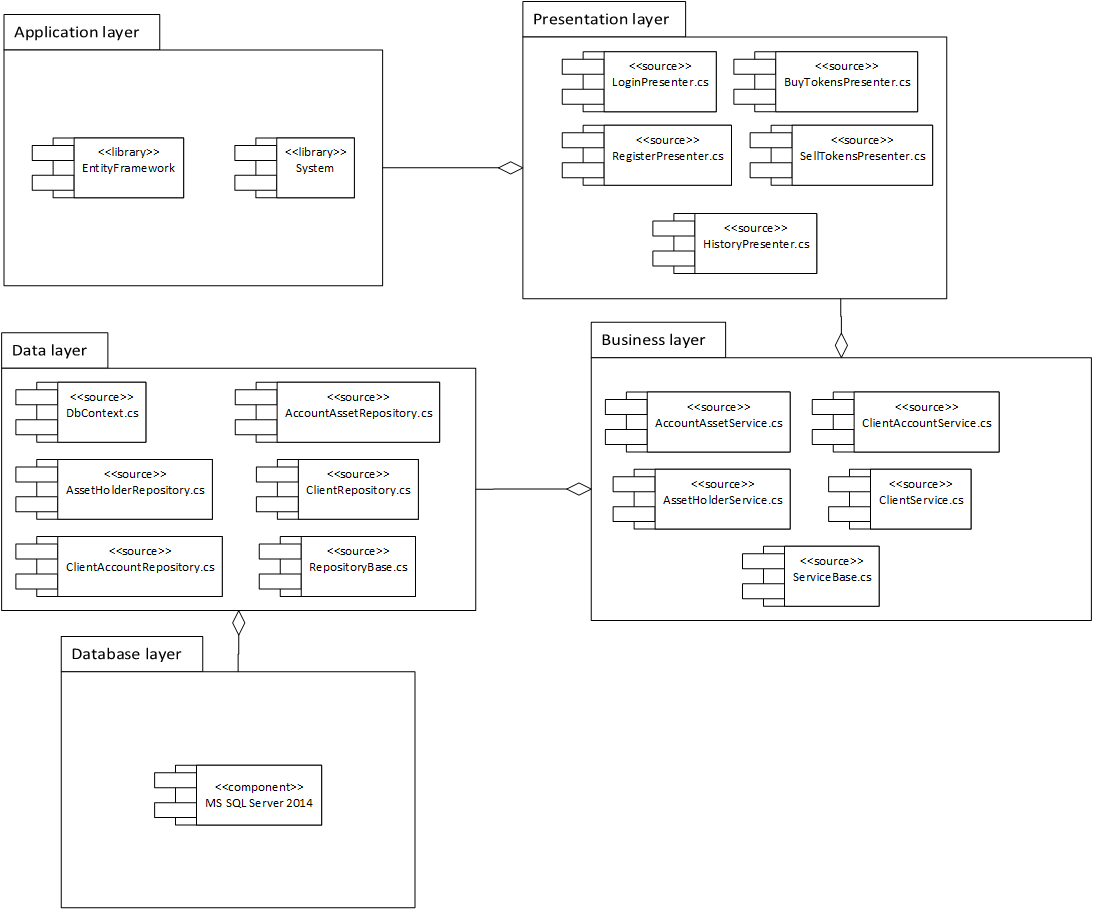 Application layer
<<library>>
EntityFramework
<<library>>
System
Presentation layer
<<source>>
LoginPresenter.cs
<<source>>
BuyTokensPresenter.cs
<<source>>
RegisterPresenter.cs
<<source>>
SellTokensPresenter.cs
<<source>>
HistoryPresenter.cs
Data layer
<<source>>
DbContext.cs
<<source>>
AccountAssetRepository.cs
<<source>>
AssetHolderRepository.cs
<<source>>
ClientRepository.cs
<<source>>
ClientAccountRepository.cs
<<source>>
RepositoryBase.cs
Business layer
<<source>>
AccountAssetService.cs
<<source>>
ClientAccountService.cs
<<source>>
AssetHolderService.cs
<<source>>
ClientService.cs
<<source>>
ServiceBase.cs
Database layer
<<component>>
MS SQL Server 2014